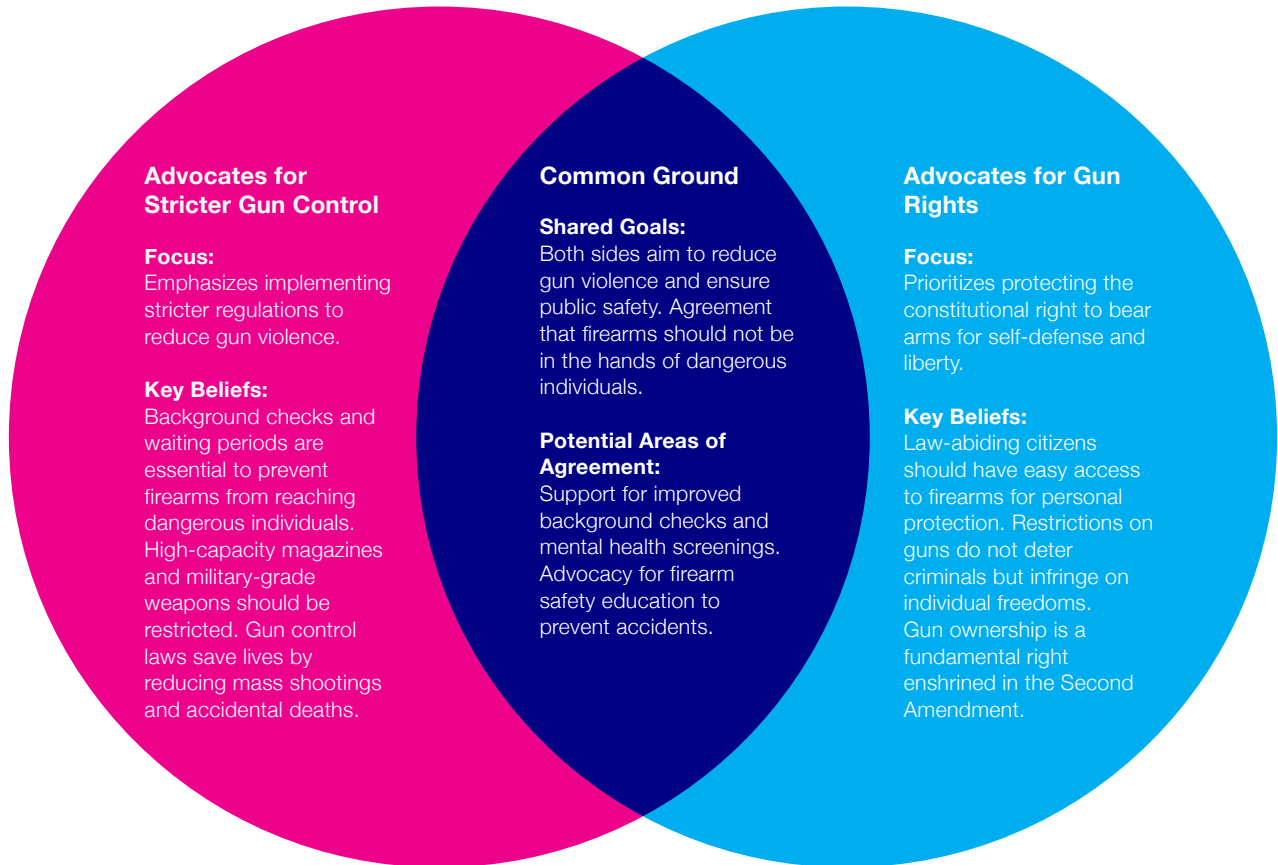 Advocates for
Stricter Gun Control
Focus:
Emphasizes implementing
stricter regulations to
reduce gun violence.
Key Beliefs:
Background checks and
waiting periods are
essential to prevent
firearms from reaching
dangerous individuals.
High-capacity magazines
and military-grade
weapons should be
restricted. Gun control
laws save lives by
reducing mass shootings
and accidental deaths.
Common Ground
Shared Goals:
Both sides aim to reduce
gun violence and ensure
public safety. Agreement
that firearms should not be
in the hands of dangerous
individuals.
Potential Areas of
Agreement:
Support for improved
background checks and
mental health screenings.
Advocacy for firearm
safety education to
prevent accidents.
Advocates for Gun
Rights
Focus:
Prioritizes protecting the
constitutional right to bear
arms for self-defense and
liberty.
Key Beliefs:
Law-abiding citizens
should have easy access
to firearms for personal
protection. Restrictions on
guns do not deter
criminals but infringe on
individual freedoms.
Gun ownership is a
fundamental right
enshrined in the Second
Amendment.